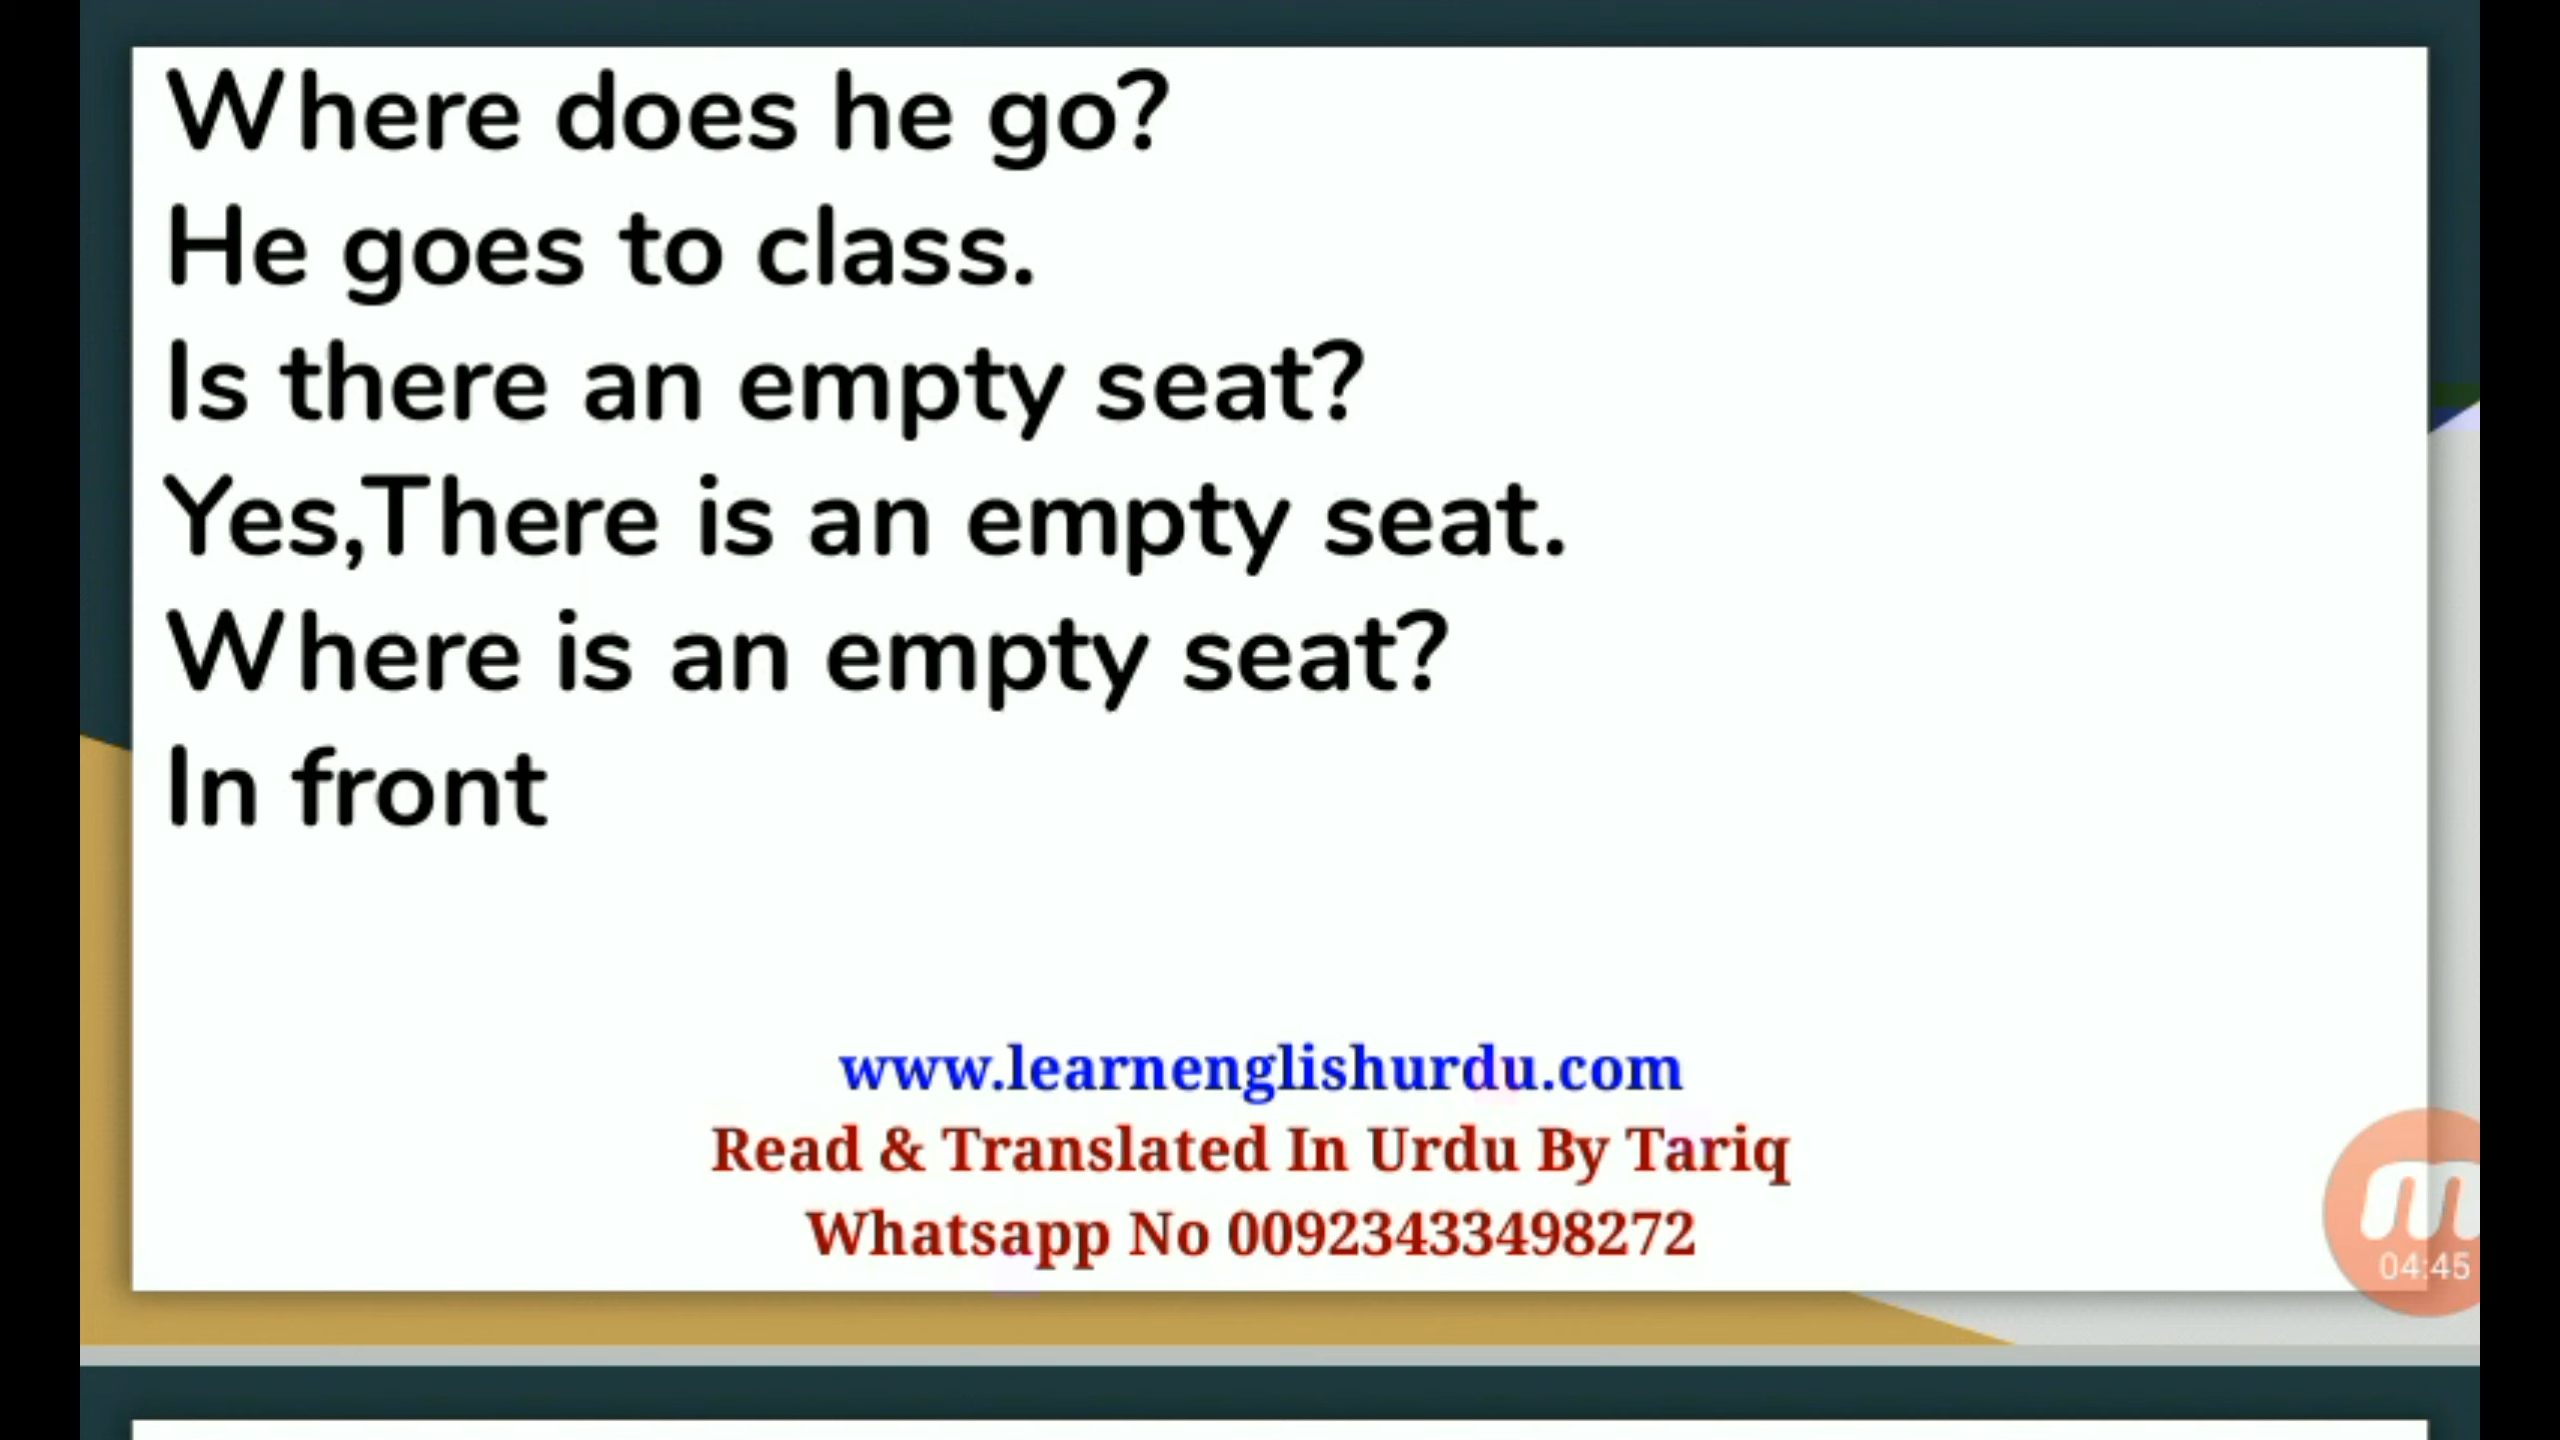 Where does he go?
He goes to class.
Is there an empty seat?
Yes,There is an empty seat.
Where is an empty seat?
In front
www.learnenglishurdu.com
Read & Translated In Urdu By Tariq
Whatsapp No 00923433498272
m
04:45